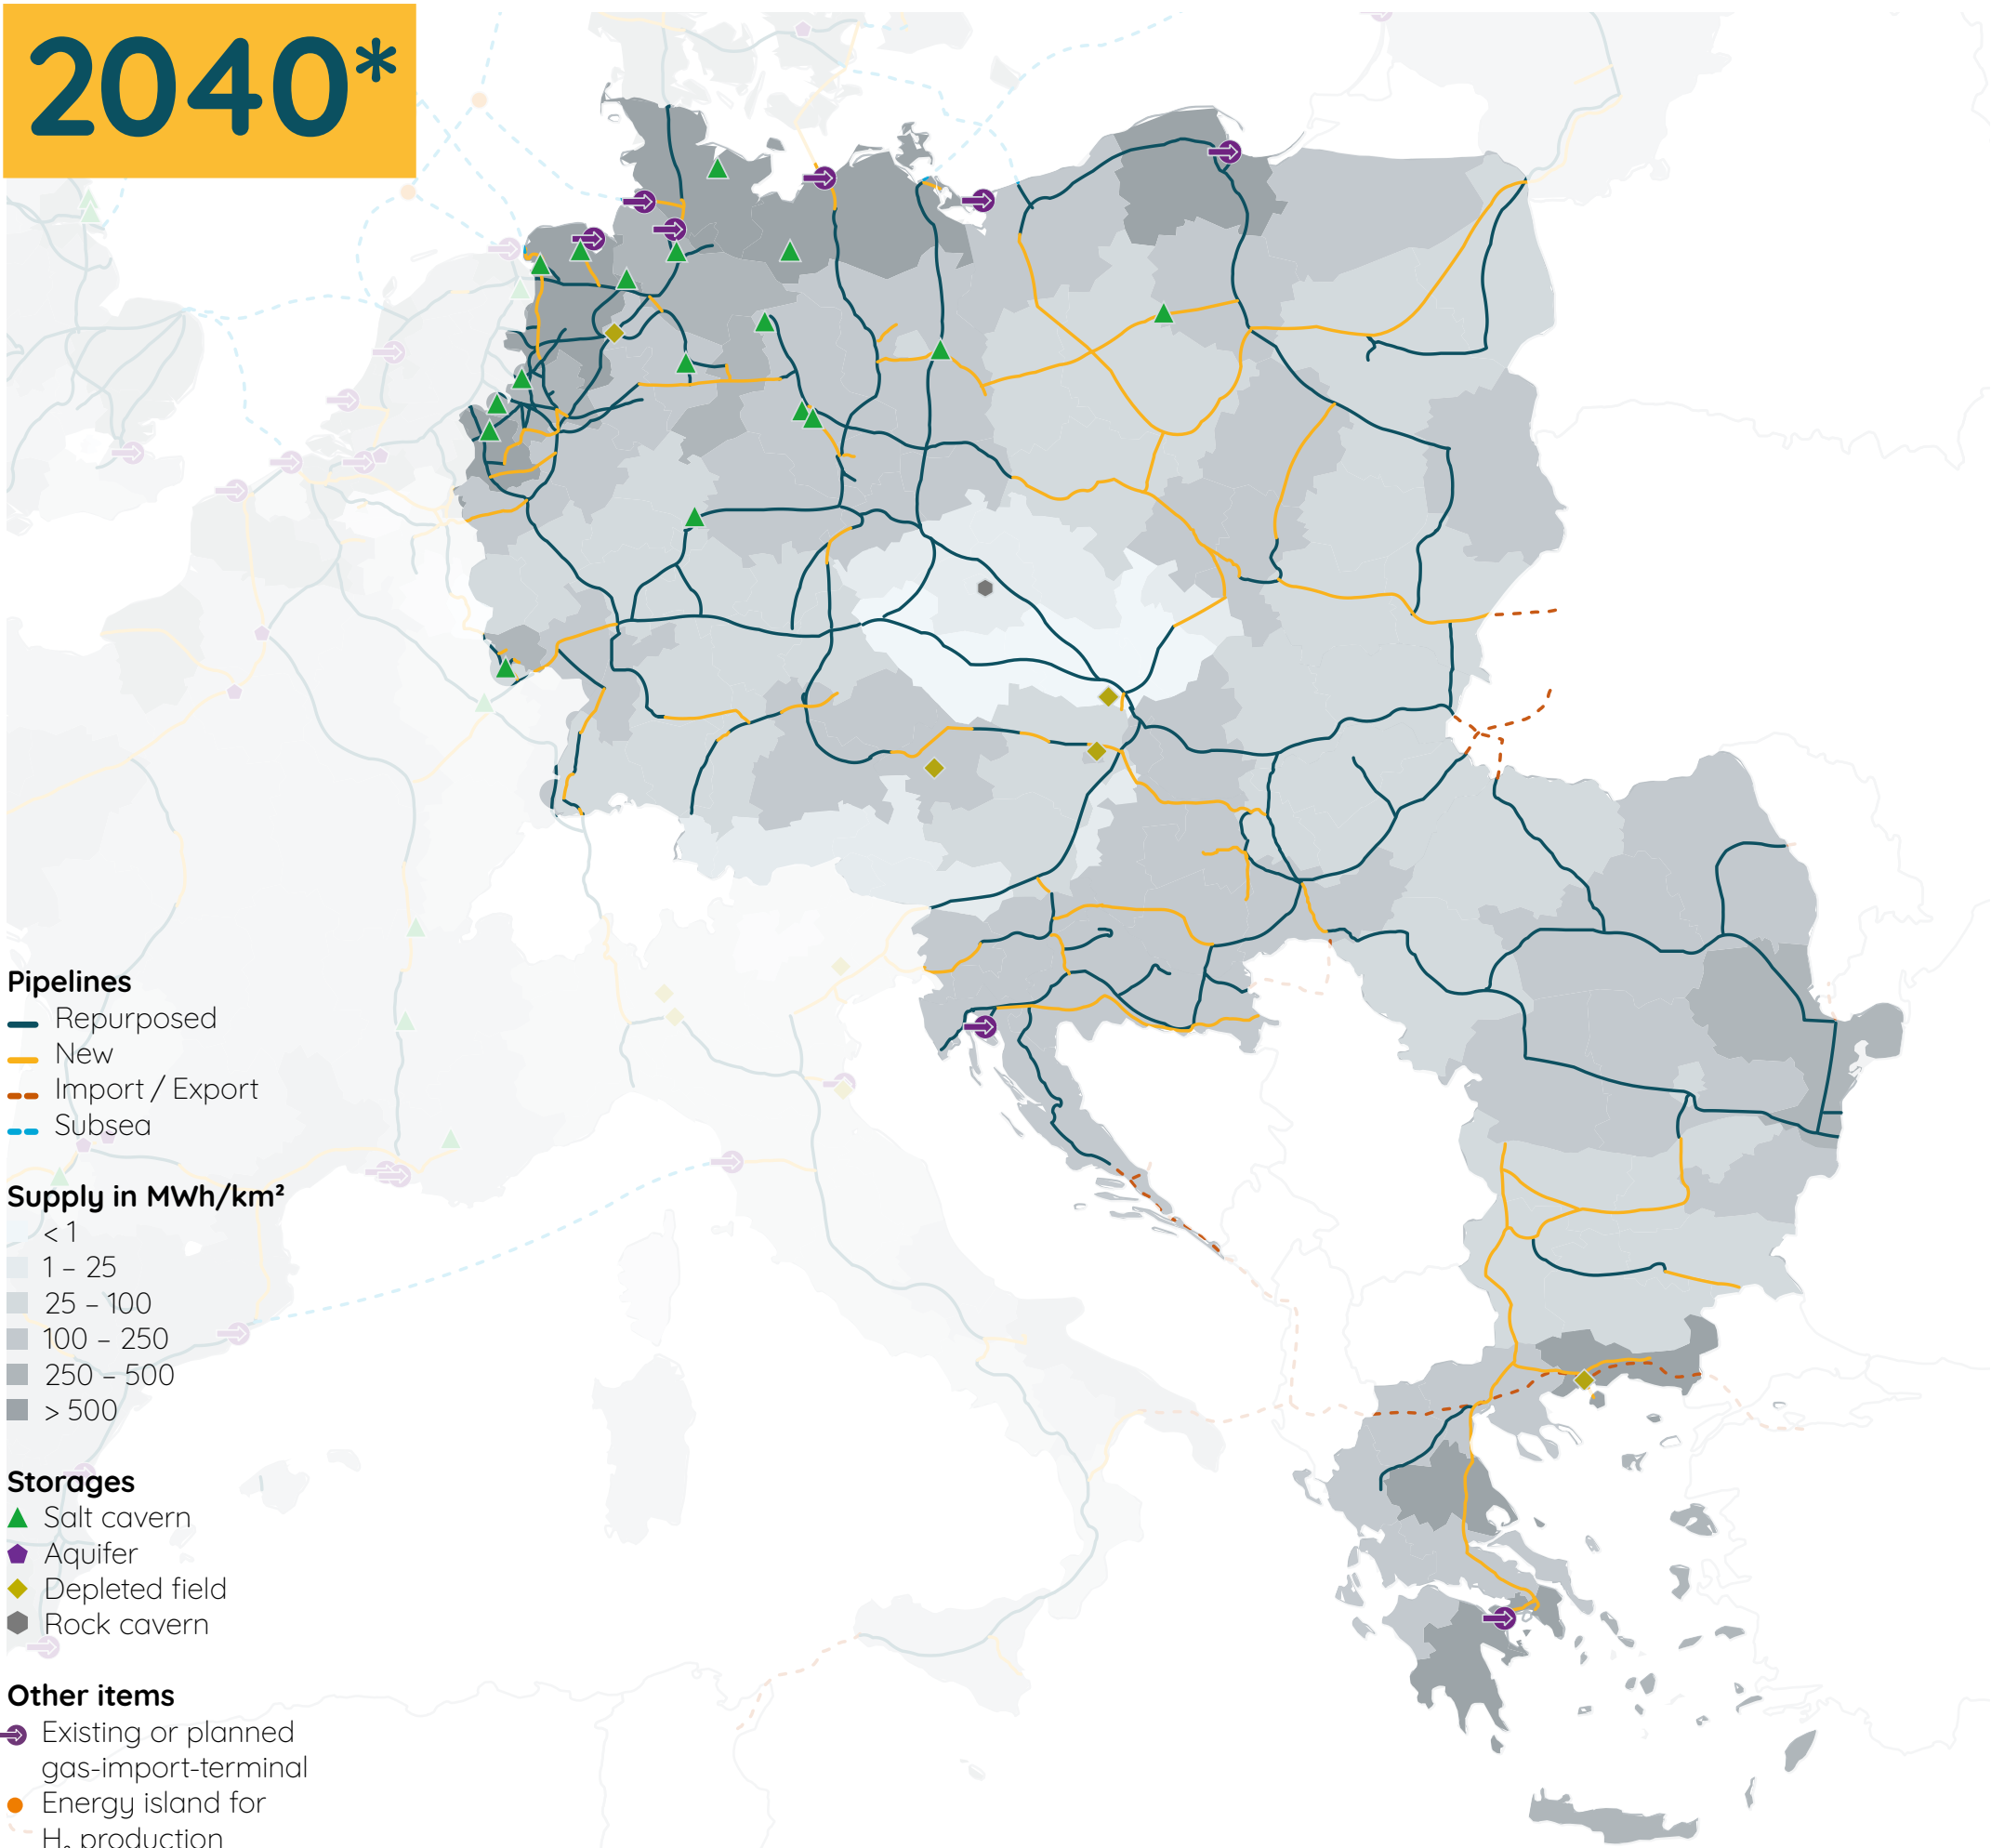 2040*
Pipelines
Repurposed
New
Import / Export
Subsea
Supply in MWh/km²
< 1
1 – 25
25 – 100
100 – 250
250 – 500
> 500
Storages
Salt cavern
Aquifer
Depleted field
Rock cavern
Other items
Existing or planned
gas-import-terminal
Energy island for
H₂ production